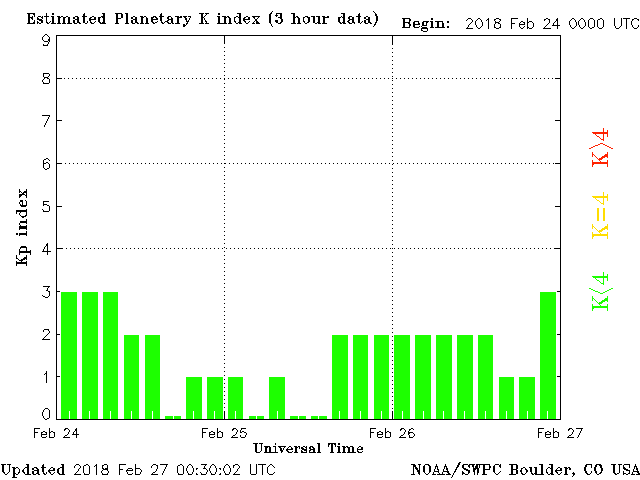 Estimated Planetary K index (3 hour data) Begin: 2018 Feb 24 0000 UTC
9
8
7
6
5
4
3
2
1
0
Kp index
K>4
K=4
K<4
Feb 24 Feb 25 Feb 26 Feb 27
Universal Time
Updated 2018 Feb 27 00:30:02 UTC NOAA/SWPC Boulder, CO USA